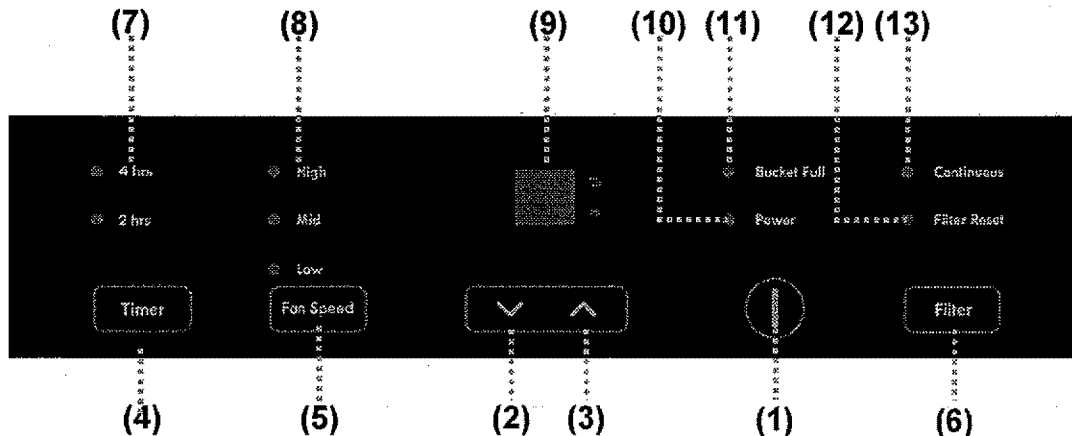 (7) (8) (9) (10) (11) (12) (13)
4 hrs High Bucket Full Continuous
2 hrs Mid Power Filter Reset
Low
Timer Fan Speed Filter
(4) (5) (2) (3) (1) (6)